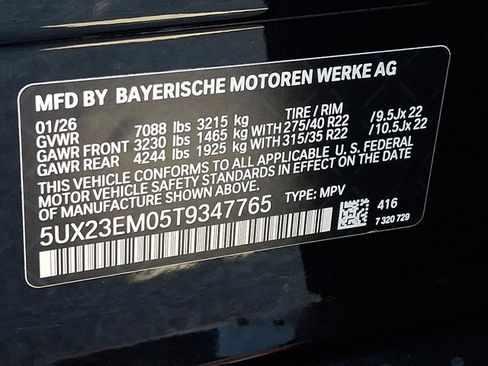 MFD BY BAYERISCHE MOTOREN WERKE AG
01/26 TIRE / RIM
GVWR 7088 lbs 3215 kg
GAWR FRONT 3230 lbs 1465 kg WITH 275/40 R22 /9.5Jx 22
GAWR REAR 4244 lbs 1925 kg WITH 315/35 R22 /10.5Jx 22
THIS VEHICLE CONFORMS TO ALL APPLICABLE U.S. FEDERAL
MOTOR VEHICLE SAFETY STANDARDS IN EFFECT ON THE DATE
OF MANUFACTURE SHOWN ABOVE.
5UX23EM05T9347765 TYPE: MPV
416
7 320 729